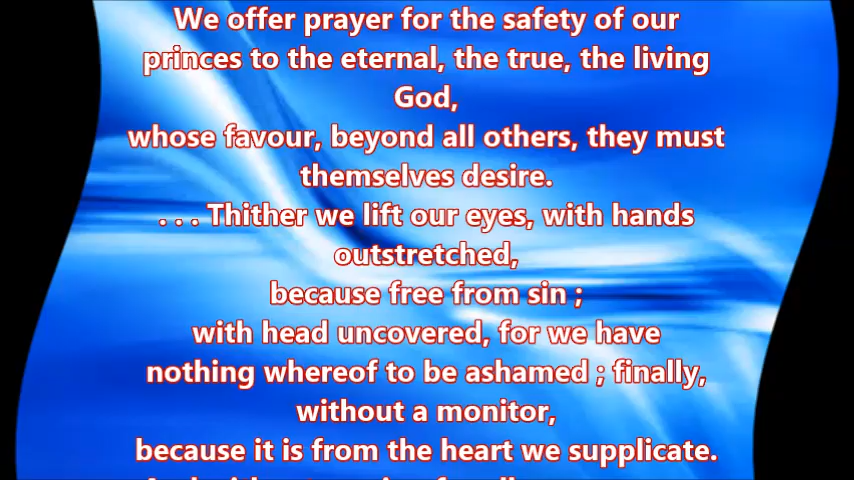 We offer prayer for the safety of our
princes to the eternal, the true, the living
God,
whose favour, beyond all others, they must
themselves desire.
. . . Thither we lift our eyes, with hands
outstretched,
because free from sin ;
with head uncovered, for we have
nothing whereof to be ashamed ; finally,
without a monitor,
because it is from the heart we supplicate.